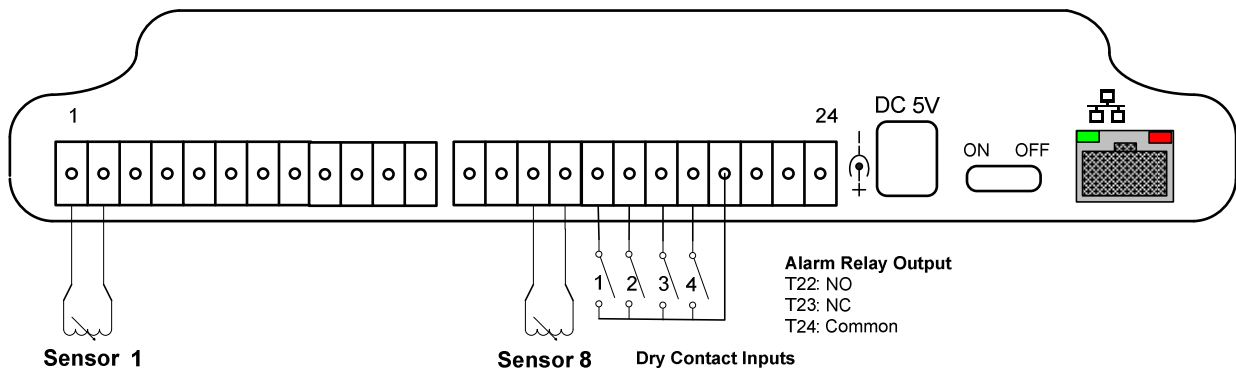 1
24
DC 5V
ON OFF
1 2 3 4
Alarm Relay Output
T22: NO
T23: NC
T24: Common
Sensor 1
Sensor 8
Dry Contact Inputs